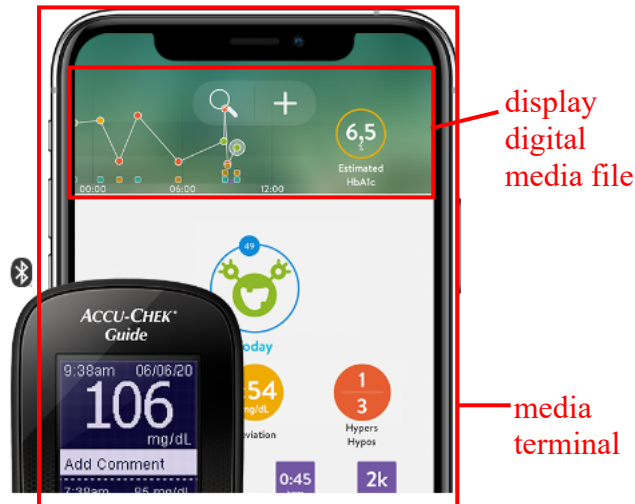 display
digital
media file
6,5
%
Estimated
HbA1c
00:00
06:00
12:00
49
ACCU-CHEK®
Guide
9:38am 06/06/20
106
mg/dL
Add Comment
oday
54
mg/dL
viation
1
3
Hypers
Hypos
0:45
2k
media
terminal